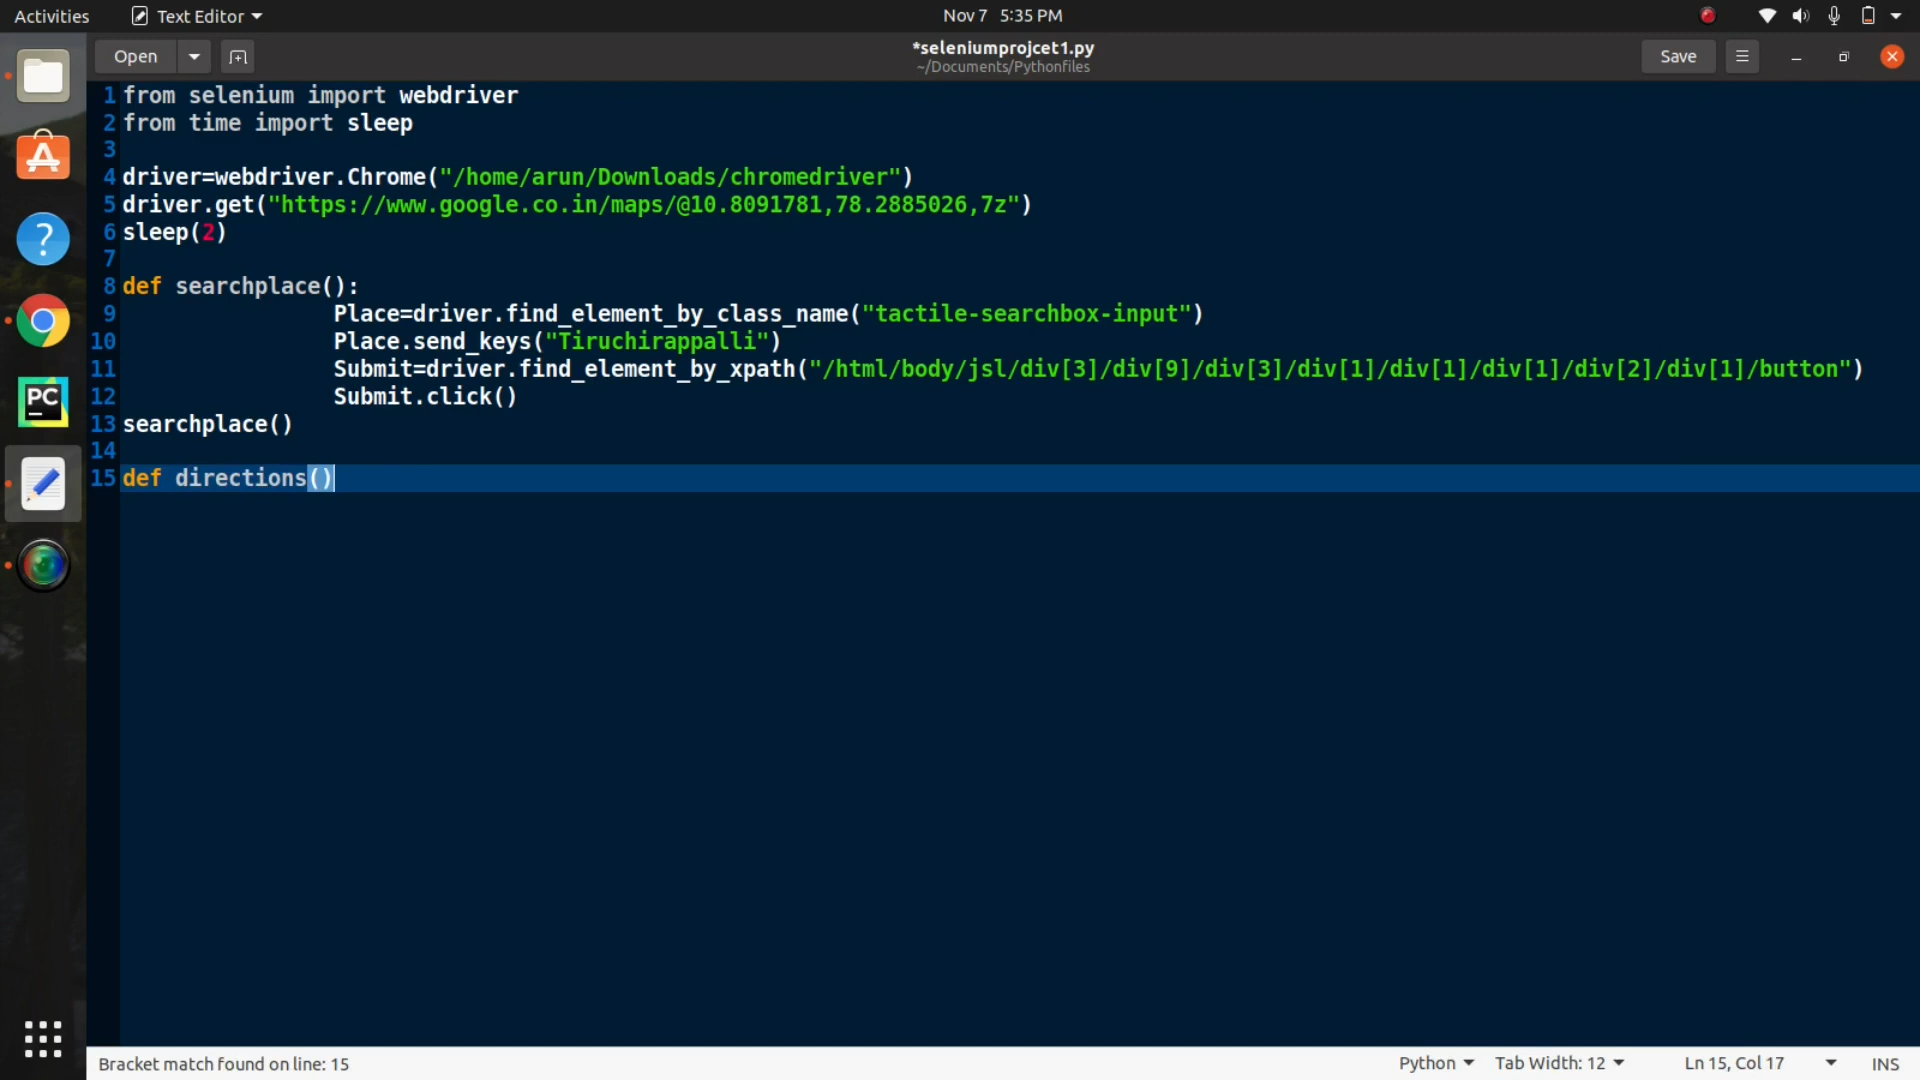 Activities Text Editor Nov 7 5:35 PM
Open *seleniumprojcet1.py Save
~/Documents/Pythonfiles
1 from selenium import webdriver
2 from time import sleep
3
4 driver=webdriver.Chrome("/home/arun/Downloads/chromedriver")
5 driver.get("https://www.google.co.in/maps/@10.8091781,78.2885026,7z")
6 sleep(2)
7
8 def searchplace():
9 Place=driver.find_element_by_class_name("tactile-searchbox-input")
10 Place.send_keys("Tiruchirappalli")
11 Submit=driver.find_element_by_xpath("/html/body/jsl/div[3]/div[9]/div[3]/div[1]/div[1]/div[1]/div[2]/div[1]/button")
12 Submit.click()
13 searchplace()
14
15 def directions()
PC
Bracket match found on line: 15 Python Tab Width: 12 Ln 15, Col 17 INS